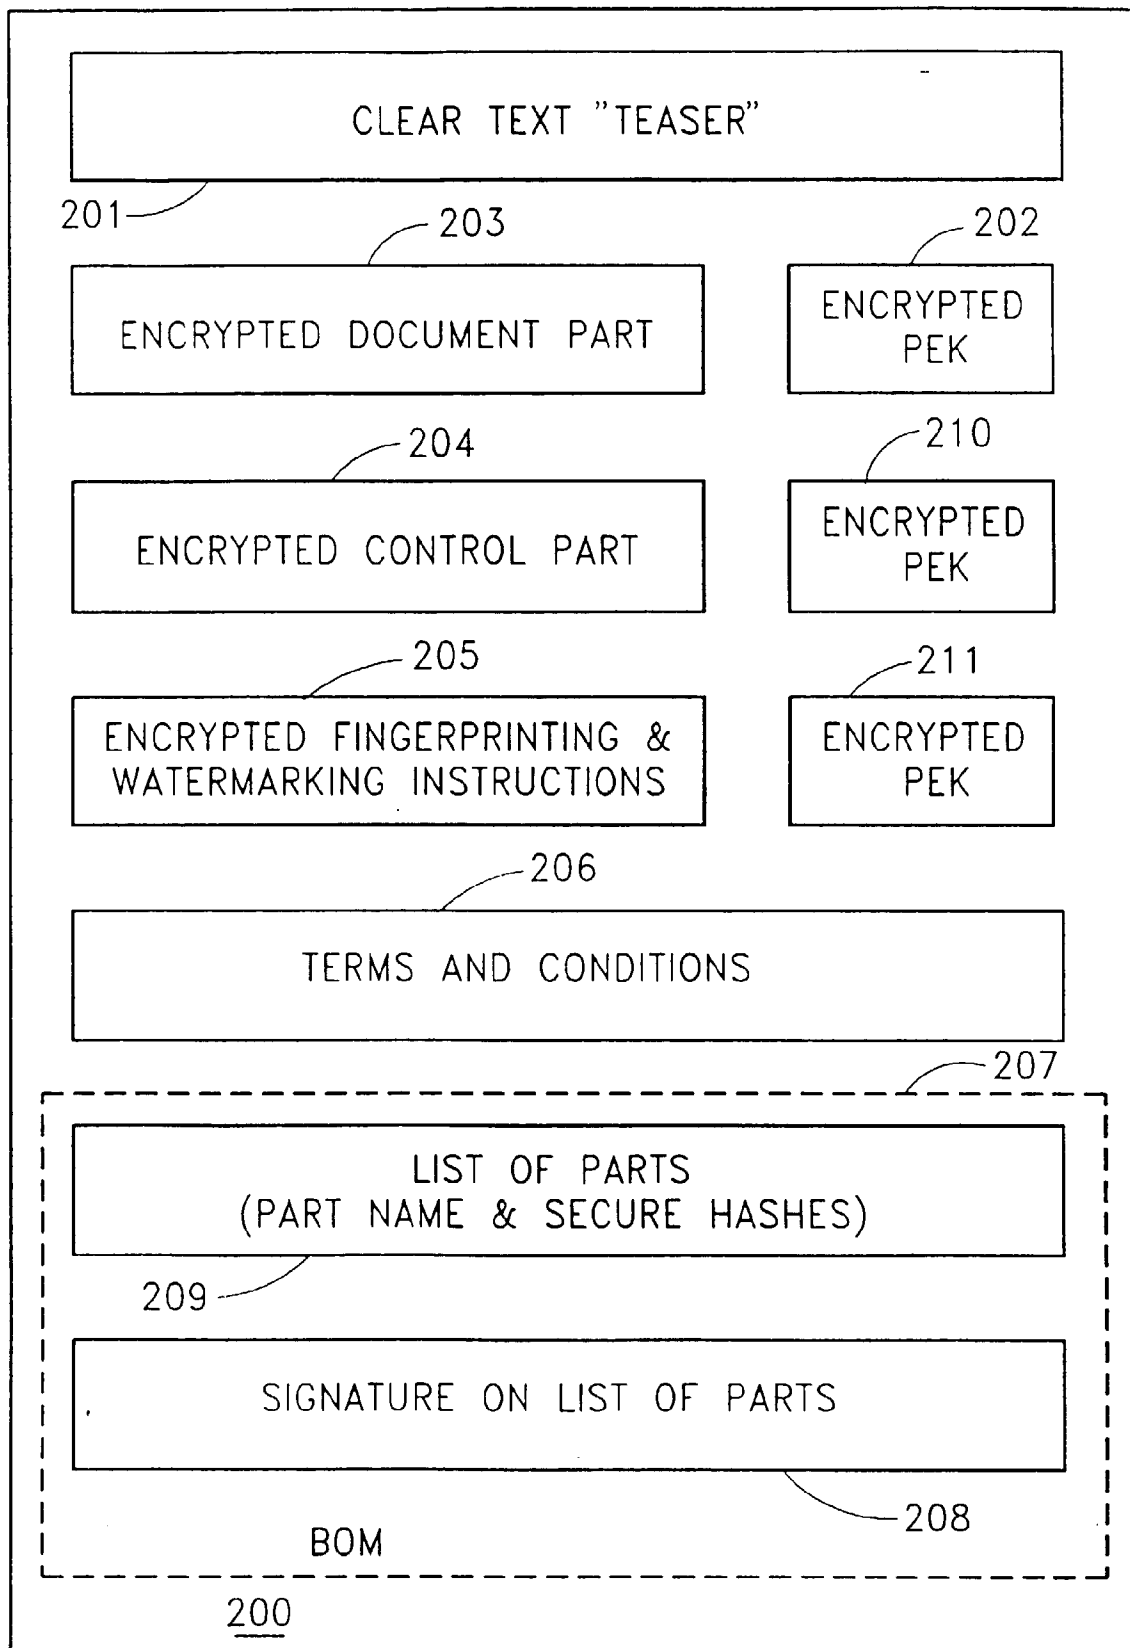 CLEAR TEXT "TEASER"
201
203
202
ENCRYPTED DOCUMENT PART
ENCRYPTED
PEK
204
210
ENCRYPTED CONTROL PART
ENCRYPTED
PEK
205
211
ENCRYPTED FINGERPRINTING &
WATERMARKING INSTRUCTIONS
ENCRYPTED
PEK
206
TERMS AND CONDITIONS
207
LIST OF PARTS
(PART NAME & SECURE HASHES)
209
SIGNATURE ON LIST OF PARTS
208
BOM
200